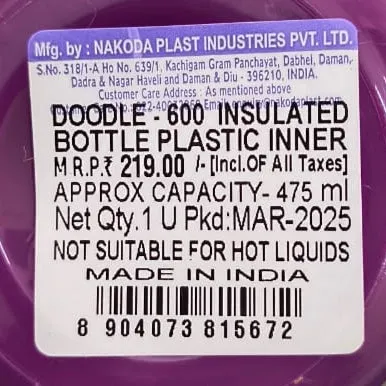 Mfg. by : NAKODA PLAST INDUSTRIES PVT. LTD.
S.No. 318/1-A Ho No. 639/1, Kachigam Gram Panchayat, Dabhel, Daman,
Dadra & Nagar Haveli and Daman & Diu - 396210, INDIA.
Customer Care Address : As mentioned above
DOODLE - 600 INSULATED
BOTTLE PLASTIC INNER
M.R.P.₹ 219.00 /- [Incl.OF All Taxes]
APPROX CAPACITY- 475 ml
Net Qty.1 U Pkd:MAR-2025
NOT SUITABLE FOR HOT LIQUIDS
MADE IN INDIA
8 904073 815672